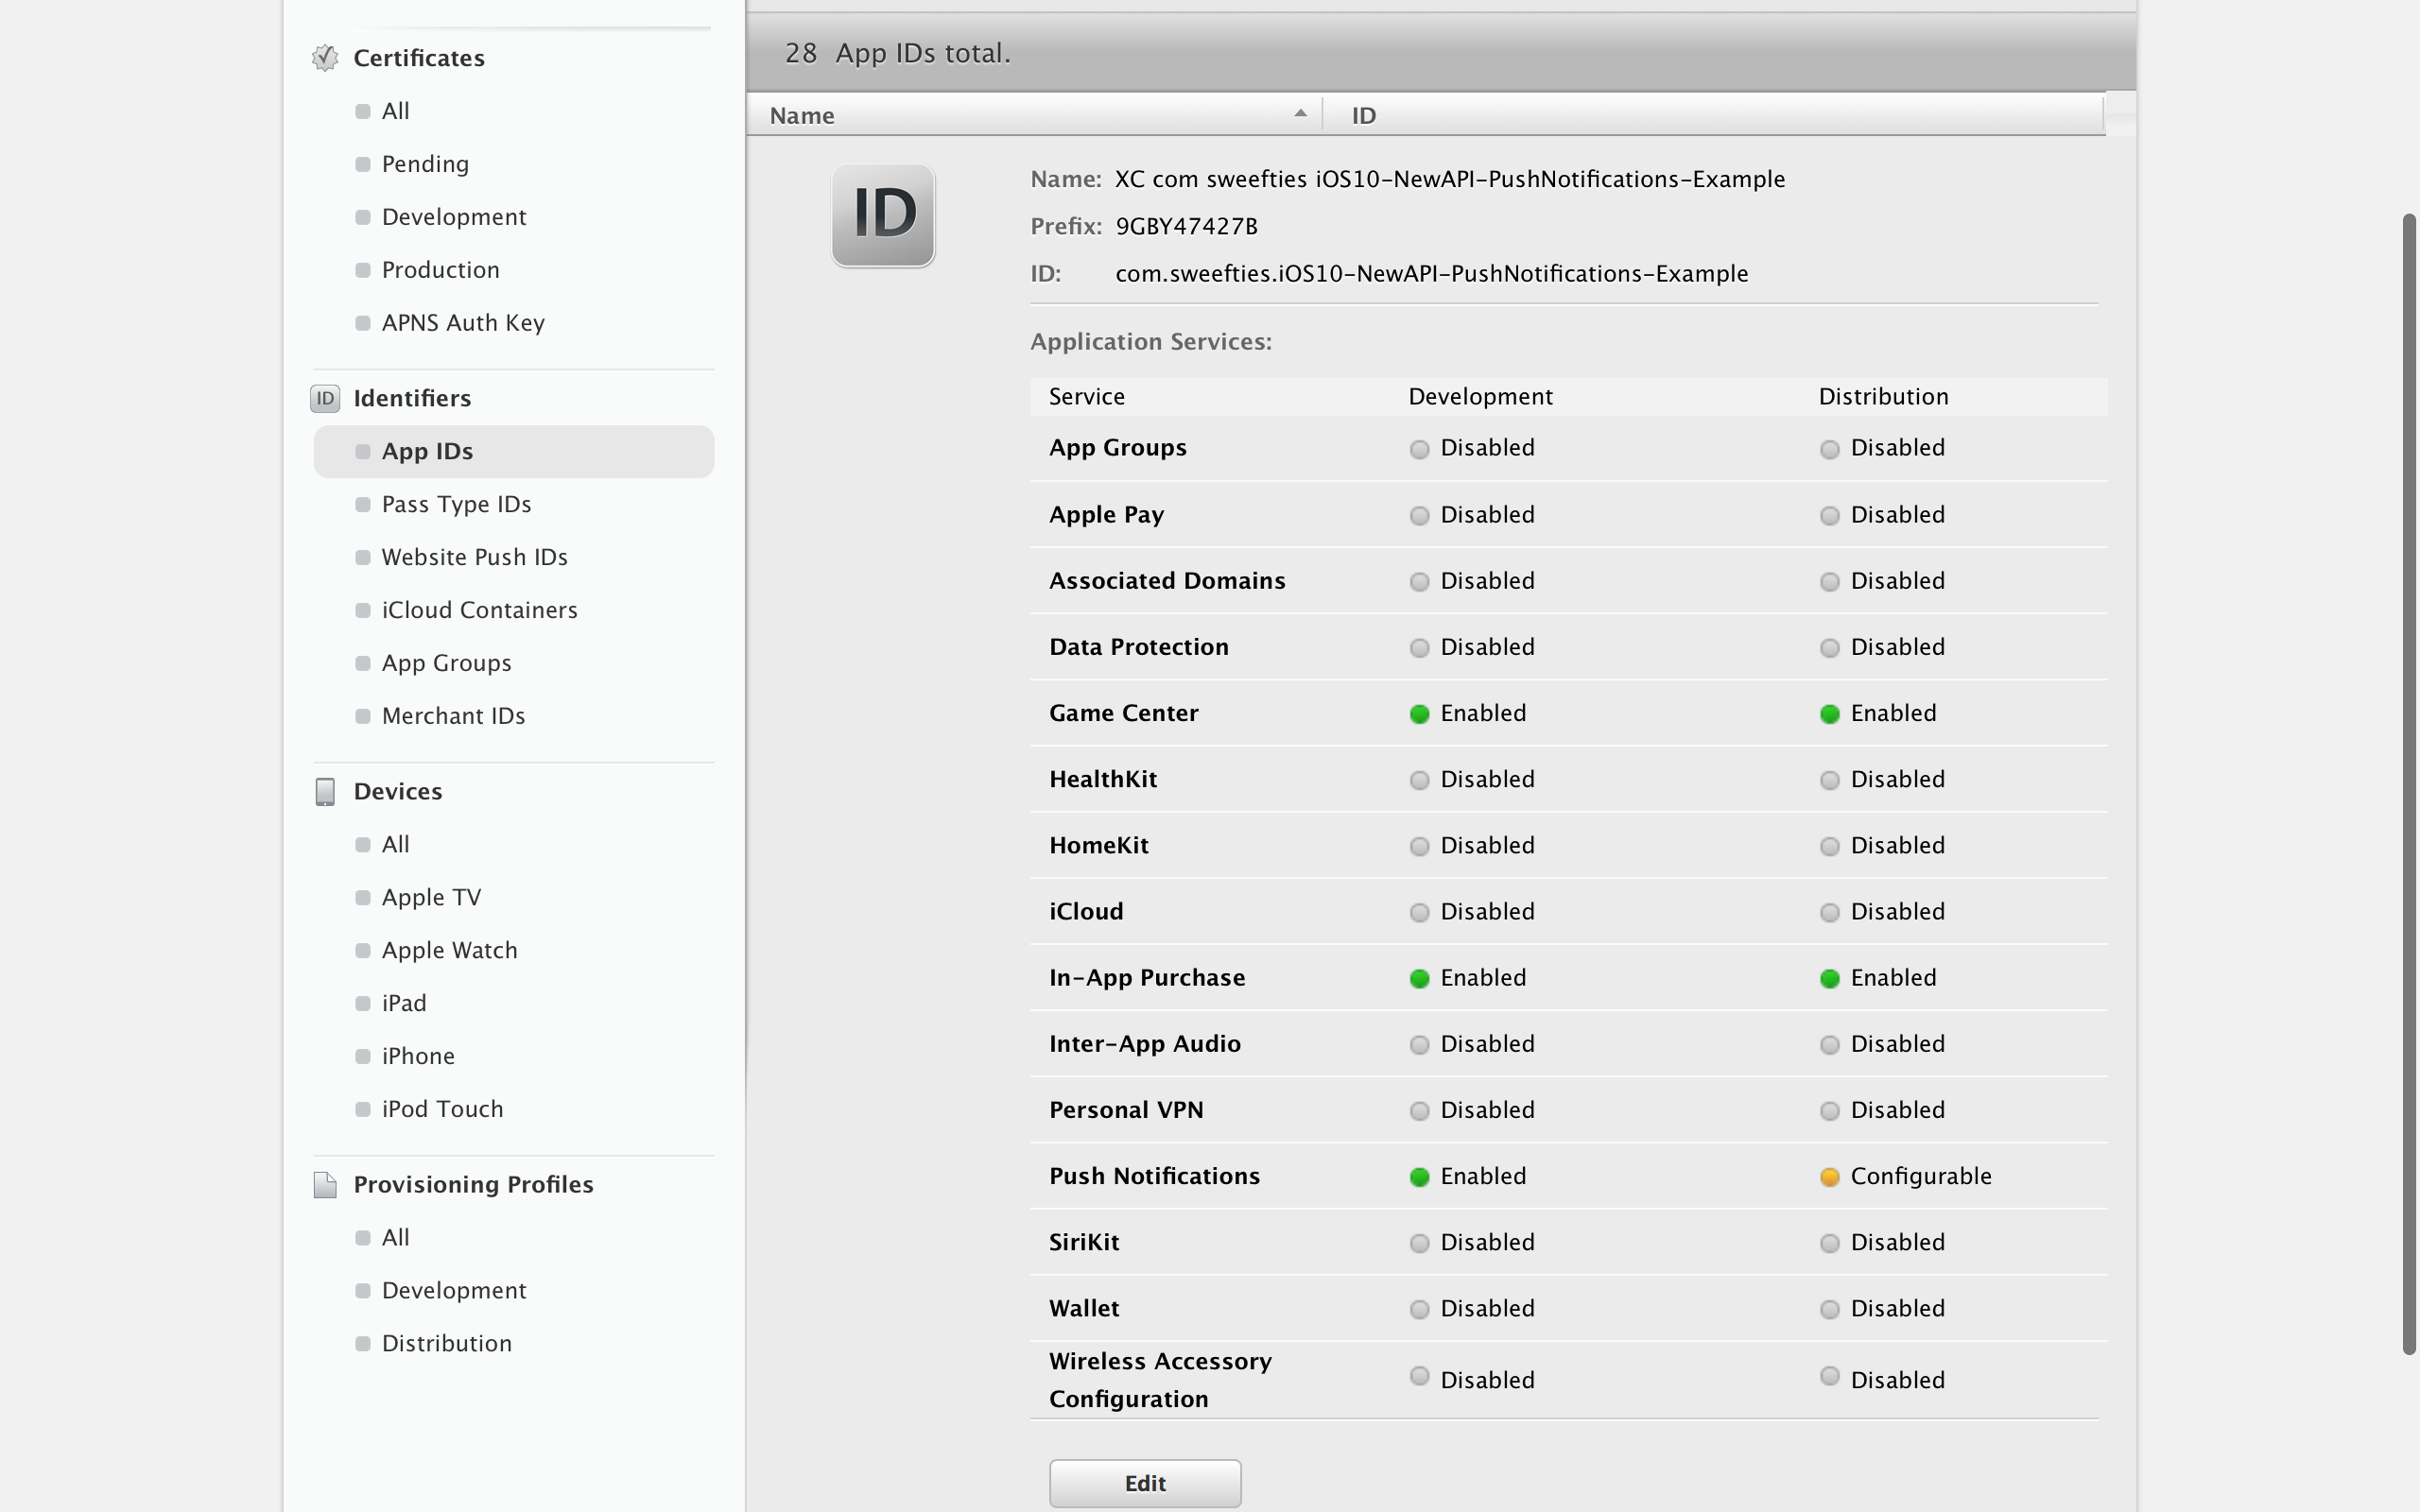 Certificates
All
Pending
Development
Production
APNS Auth Key
ID Identifiers
App IDs
Pass Type IDs
Website Push IDs
iCloud Containers
App Groups
Merchant IDs
Devices
All
Apple TV
Apple Watch
iPad
iPhone
iPod Touch
Provisioning Profiles
All
Development
Distribution
28 App IDs total.
Name ID
ID
Name: XC com sweefties iOS10-NewAPI-PushNotifications-Example
Prefix: 9GBY47427B
ID: com.sweefties.iOS10-NewAPI-PushNotifications-Example
Application Services:
Service Development Distribution
App Groups Disabled Disabled
Apple Pay Disabled Disabled
Associated Domains Disabled Disabled
Data Protection Disabled Disabled
Game Center Enabled Enabled
HealthKit Disabled Disabled
HomeKit Disabled Disabled
iCloud Disabled Disabled
In-App Purchase Enabled Enabled
Inter-App Audio Disabled Disabled
Personal VPN Disabled Disabled
Push Notifications Enabled Configurable
SiriKit Disabled Disabled
Wallet Disabled Disabled
Wireless Accessory
Configuration Disabled Disabled
Edit